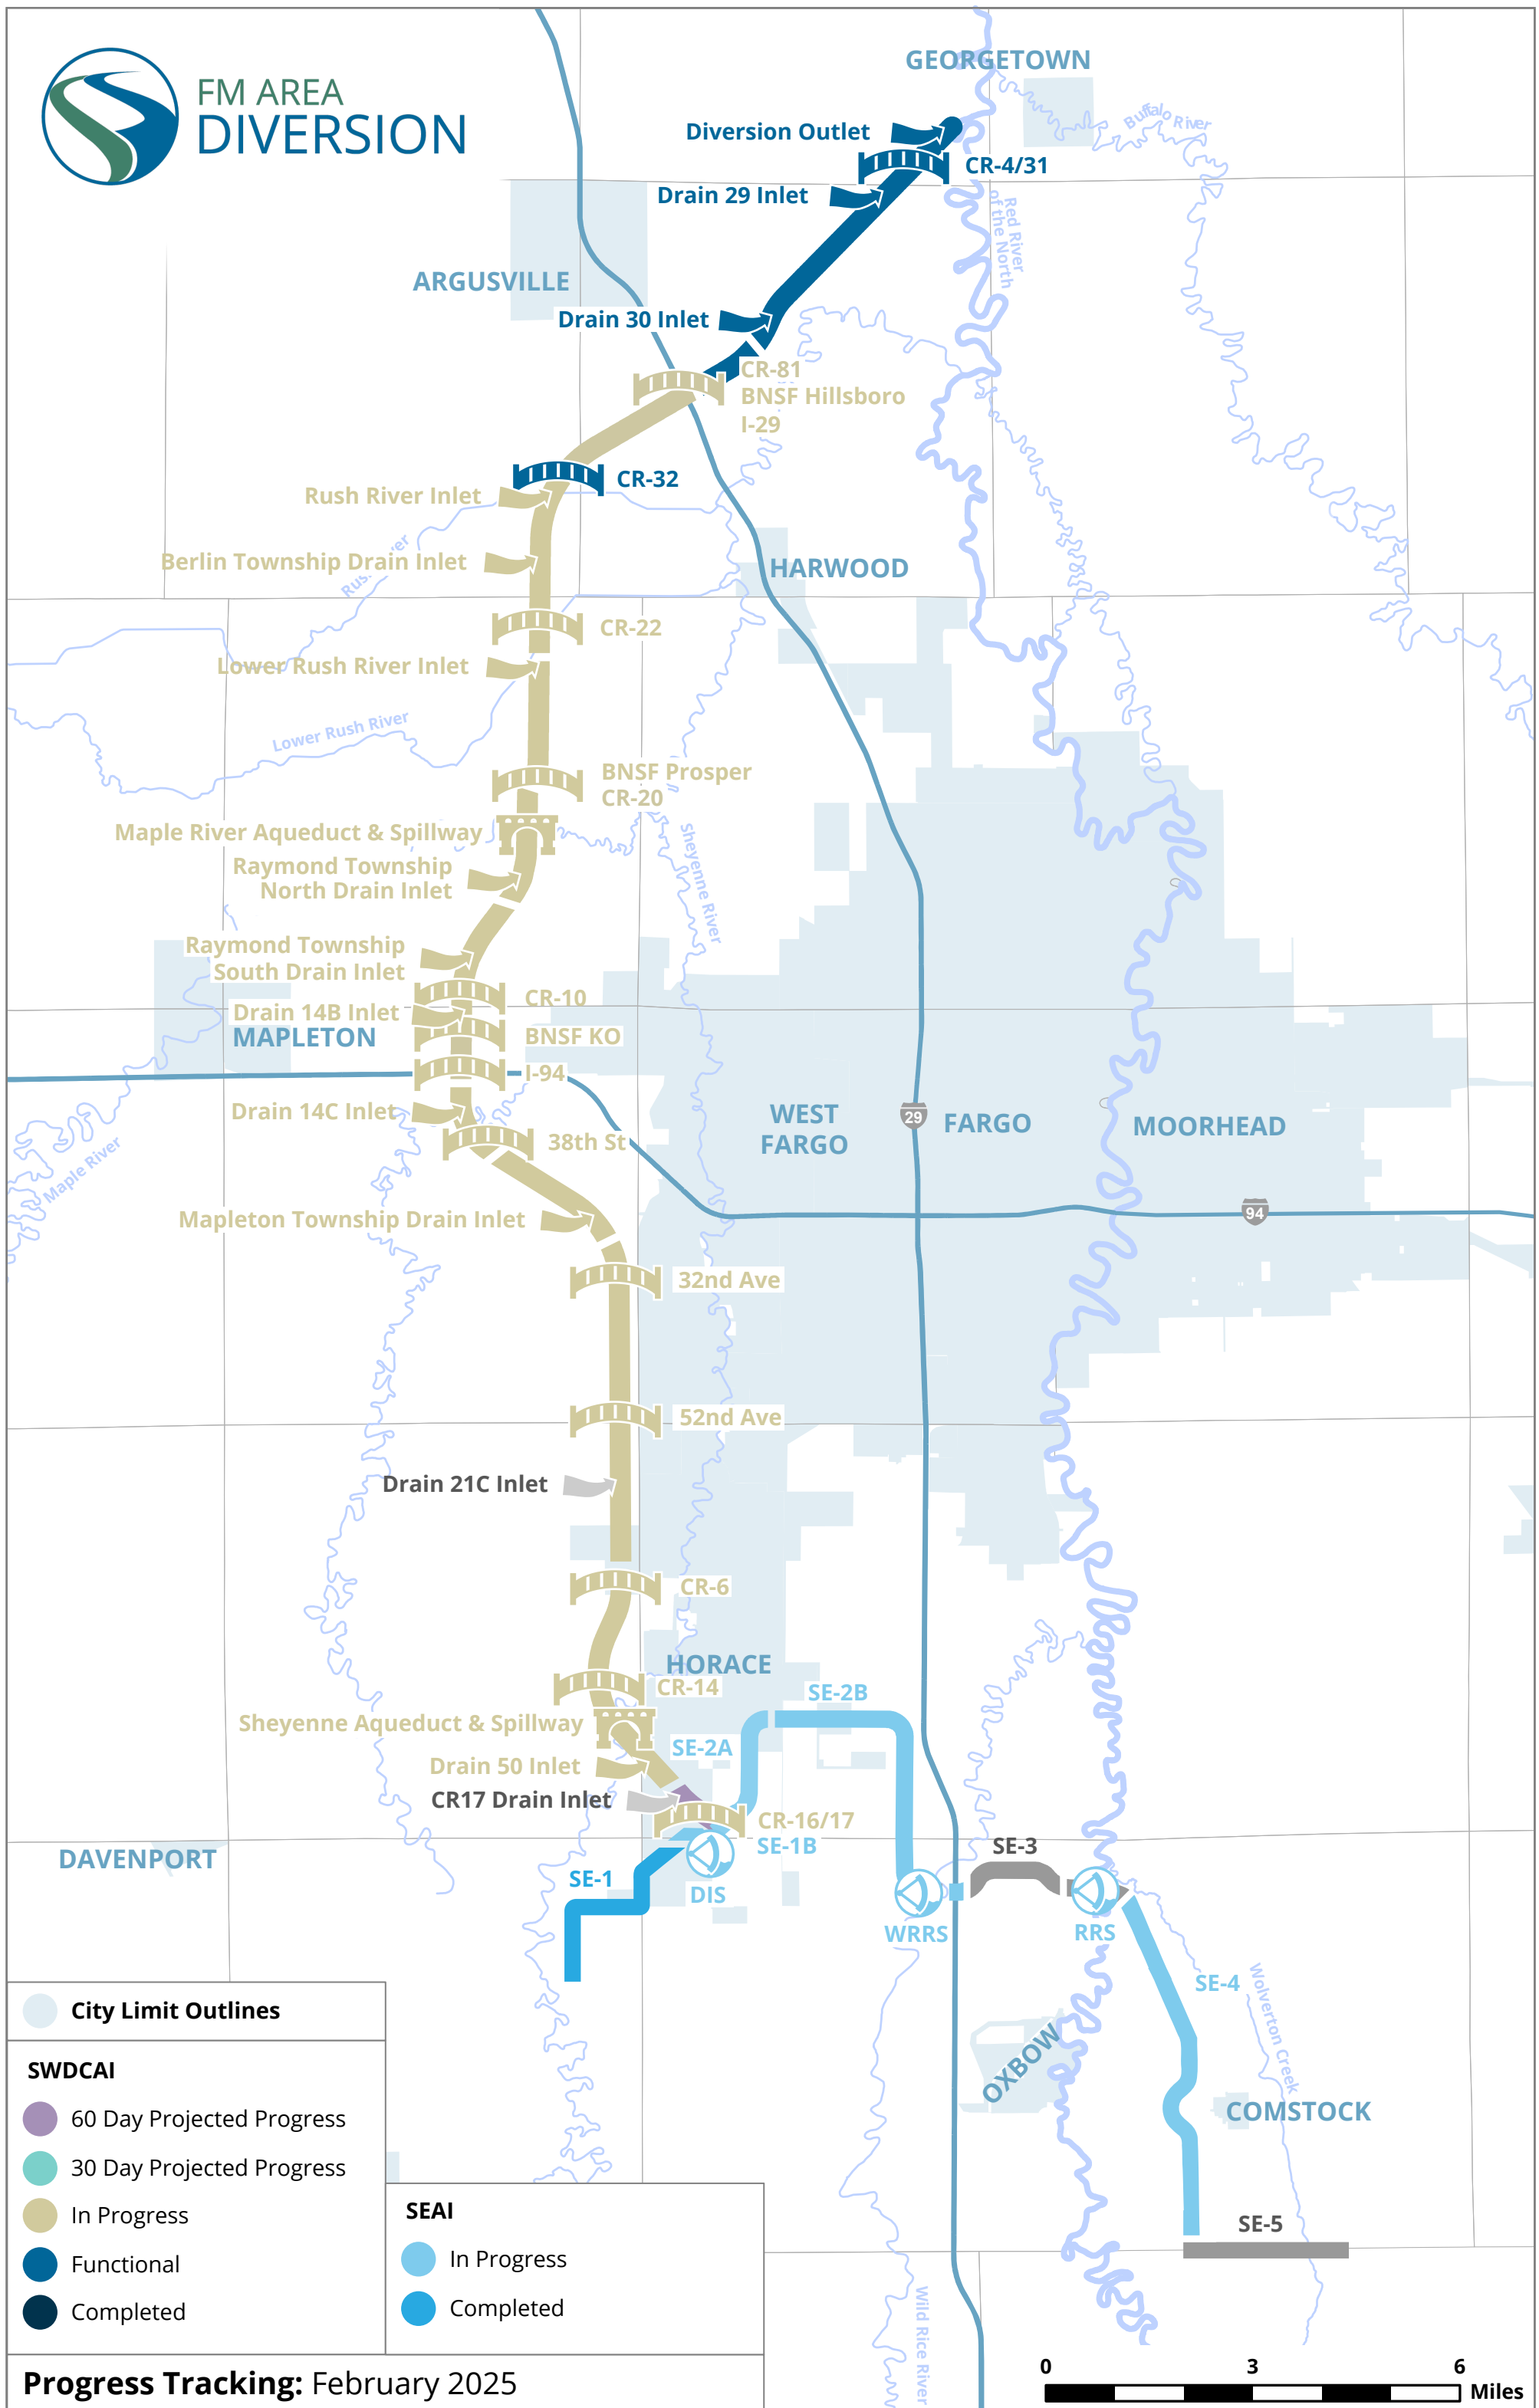 FM AREA
DIVERSION
GEORGETOWN
Buffalo River
Diversion Outlet
CR-4/31
Drain 29 Inlet
Red River
of the North
ARGUSVILLE
Drain 30 Inlet
CR-81
BNSF Hillsboro
I-29
CR-32
Rush River Inlet
Berlin Township Drain Inlet
HARWOOD
CR-22
Lower Rush River Inlet
Lower Rush River
BNSF Prosper
CR-20
Maple River Aqueduct & Spillway
Sheyenne River
Raymond Township
North Drain Inlet
Raymond Township
South Drain Inlet
CR-10
Drain 14B Inlet
MAPLETON
BNSF KO
I-94
Drain 14C Inlet
WEST
FARGO
29
FARGO
MOORHEAD
38th St
Maple River
Mapleton Township Drain Inlet
94
32nd Ave
52nd Ave
Drain 21C Inlet
CR-6
HORACE
CR-14
SE-2B
Sheyenne Aqueduct & Spillway
SE-2A
Drain 50 Inlet
CR17 Drain Inlet
CR-16/17
SE-1B
SE-3
DAVENPORT
SE-1
DIS
WRRS
RRS
SE-4
Wolverton Creek
OXBOW
COMSTOCK
SE-5
Wild Rice River
City Limit Outlines
SWDCAI
60 Day Projected Progress
30 Day Projected Progress
In Progress
Functional
Completed
SEAI
In Progress
Completed
Progress Tracking: February 2025
0 3 6
Miles